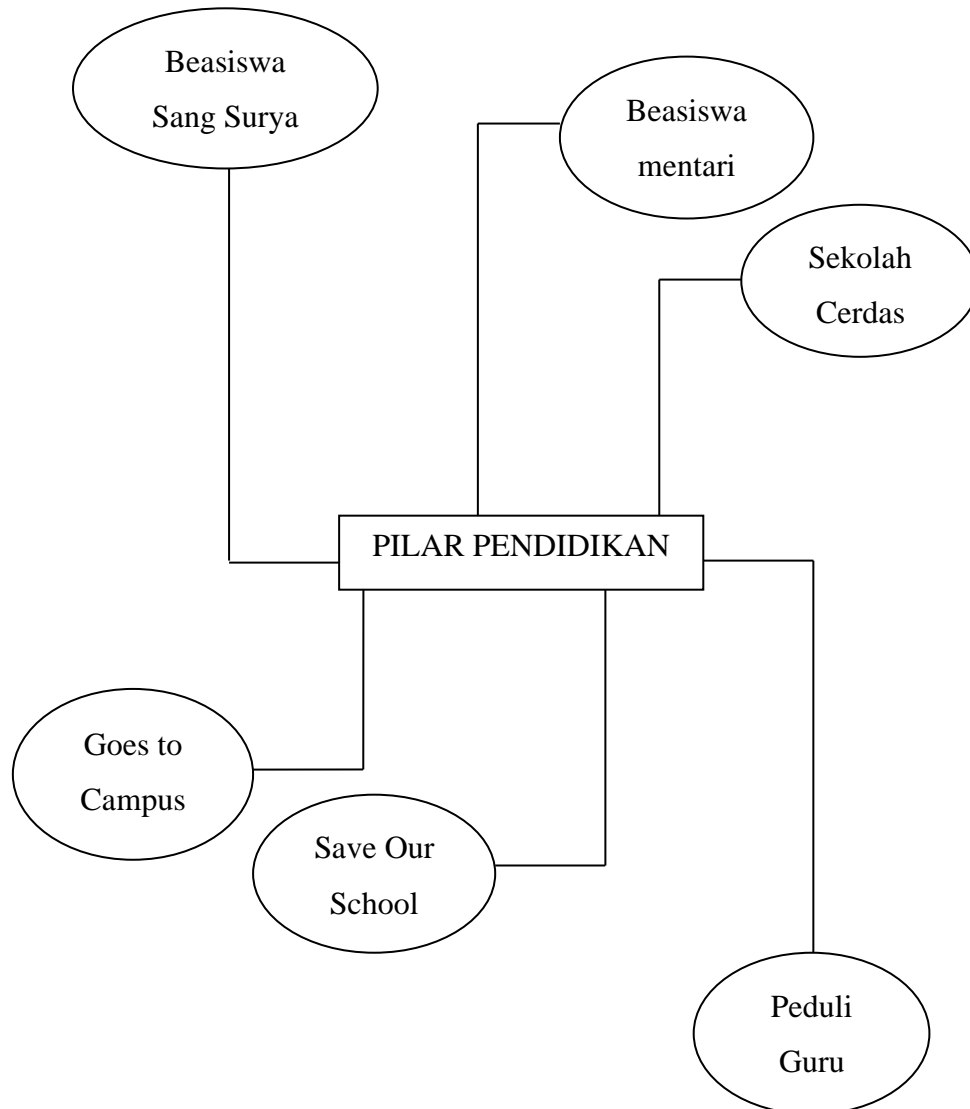 Beasiswa
Sang Surya
Beasiswa
mentari
Sekolah
Cerdas
PILAR PENDIDIKAN
Goes to
Campus
Save Our
School
Peduli
Guru